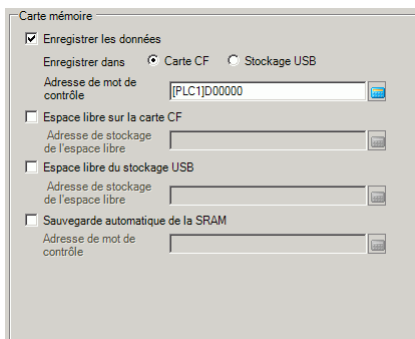 Carte mémoire
Enregistrer les données
Enregistrer dans Carte CF Stockage USB
Adresse de mot de
contrôle
[PLC1]D00000
Espace libre sur la carte CF
Adresse de stockage
de l'espace libre
Espace libre du stockage USB
Adresse de stockage
de l'espace libre
Sauvegarde automatique de la SRAM
Adresse de mot de
contrôle